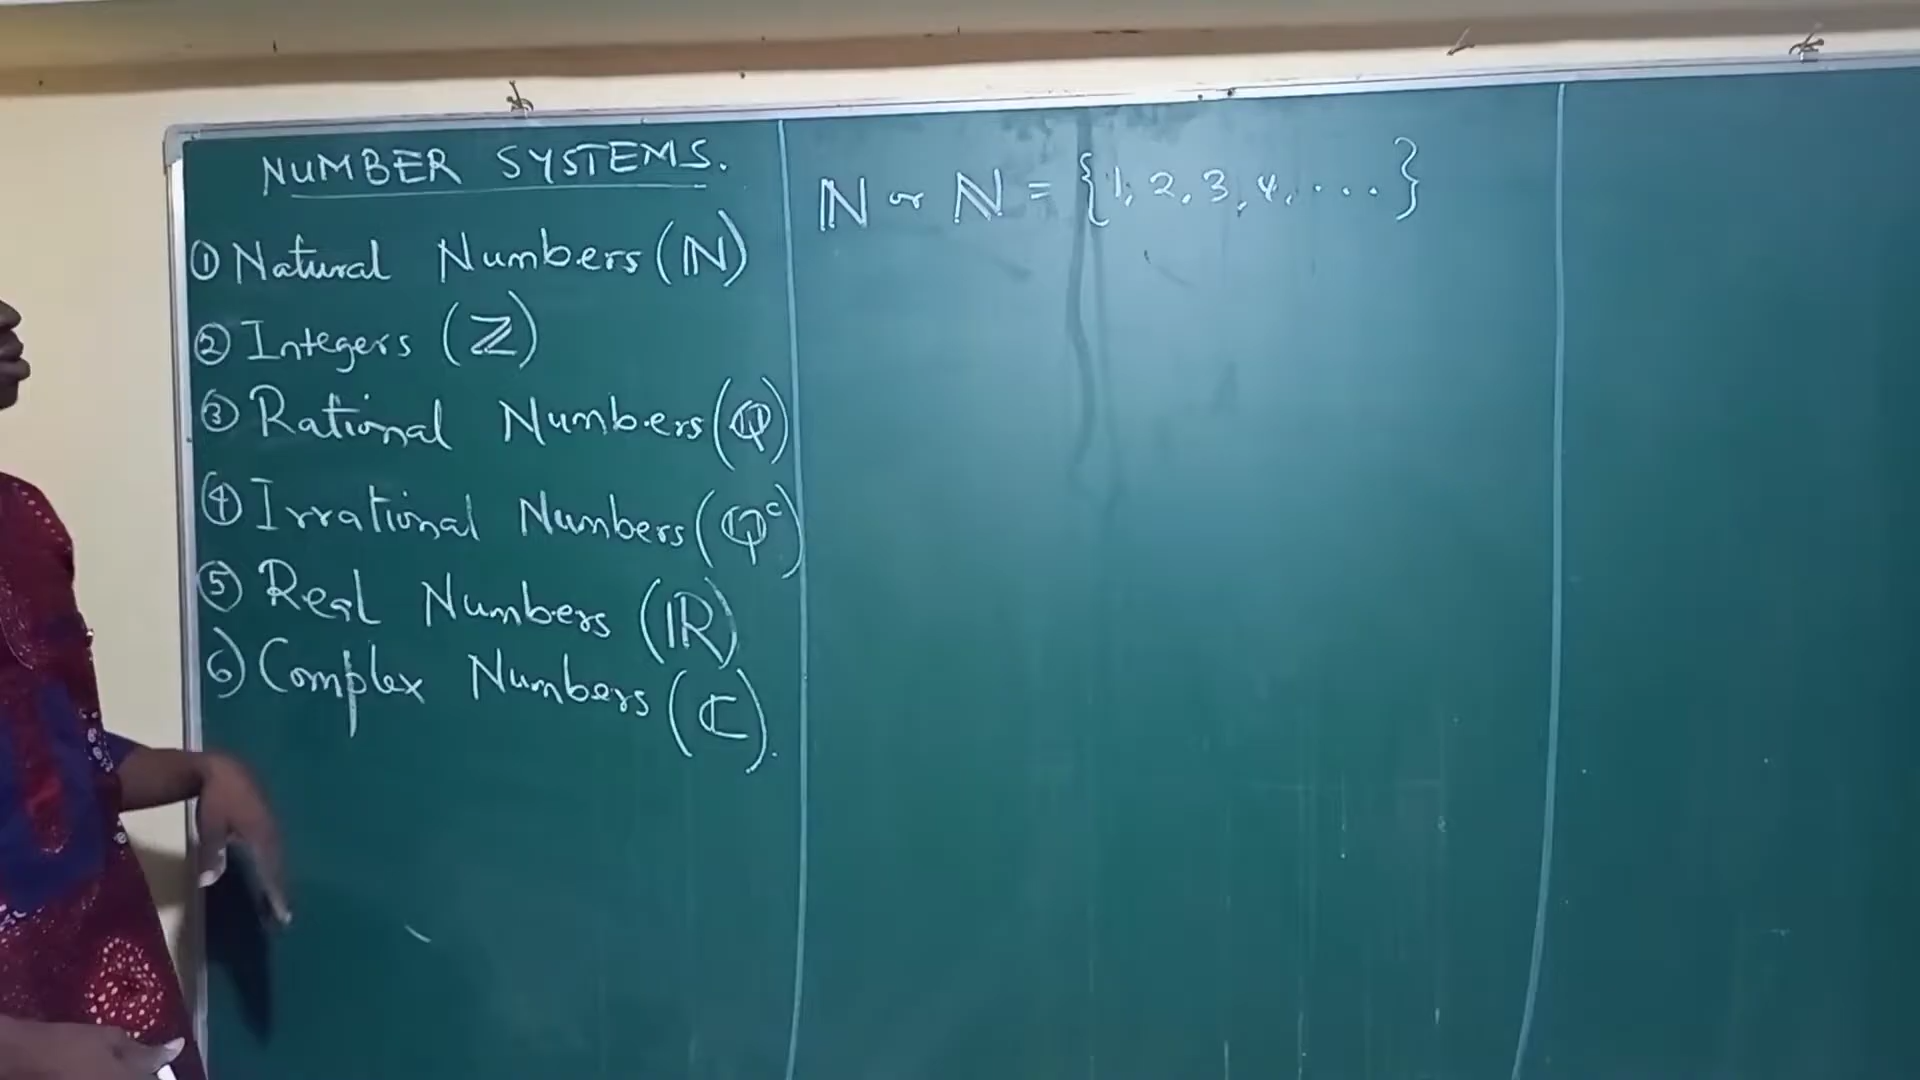 NUMBER SYSTEMS.
① Natural Numbers (ℕ)
② Integers (ℤ)
③ Rational Numbers (ℚ)
④ Irrational Numbers (ℚᶜ)
⑤ Real Numbers (ℝ)
6) Complex Numbers (ℂ).
ℕ or ℕ = {1, 2, 3, 4, . . . }